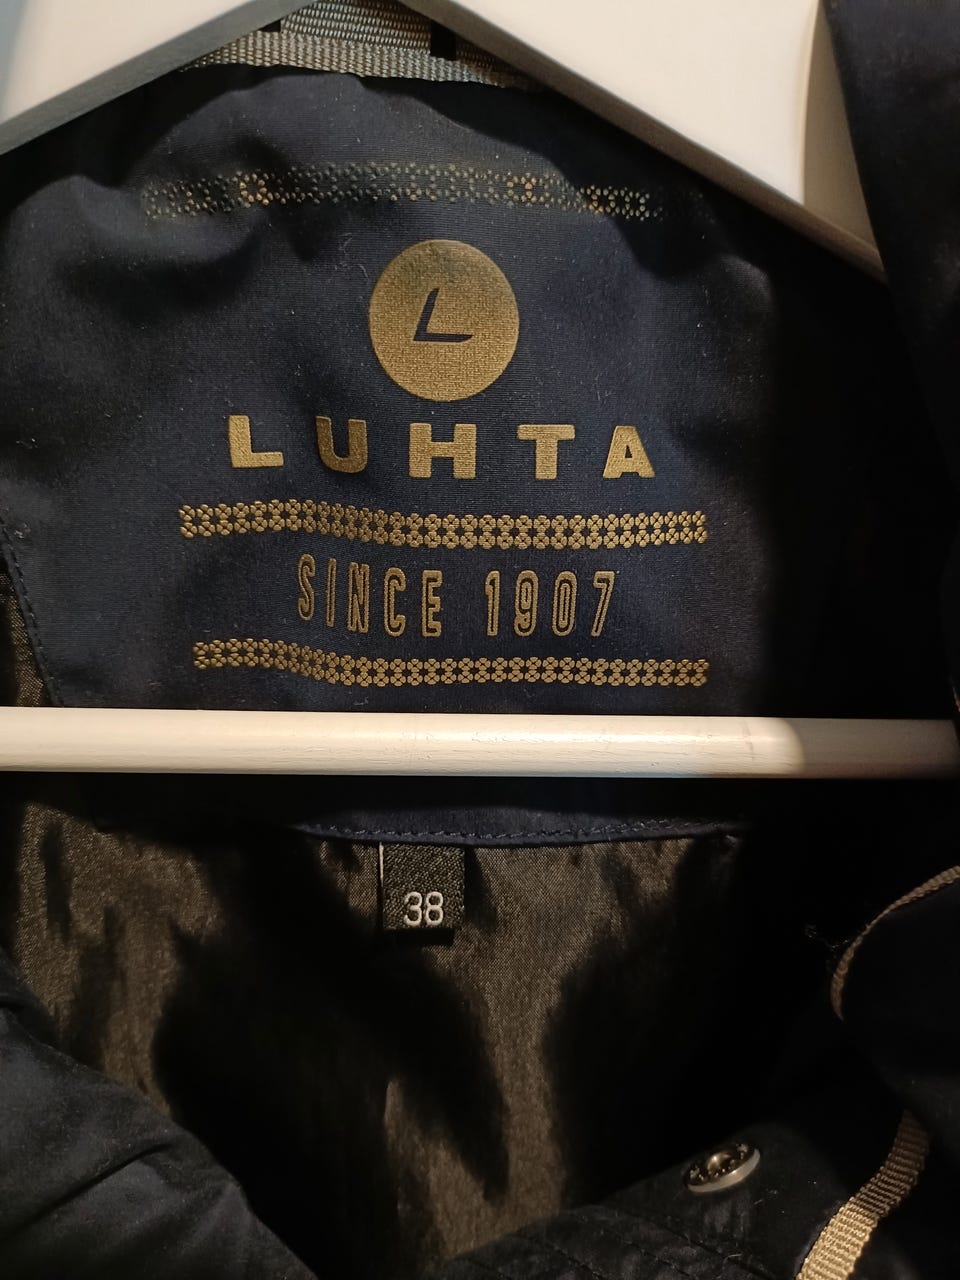 L
LUHTA
SINCE 1907
38